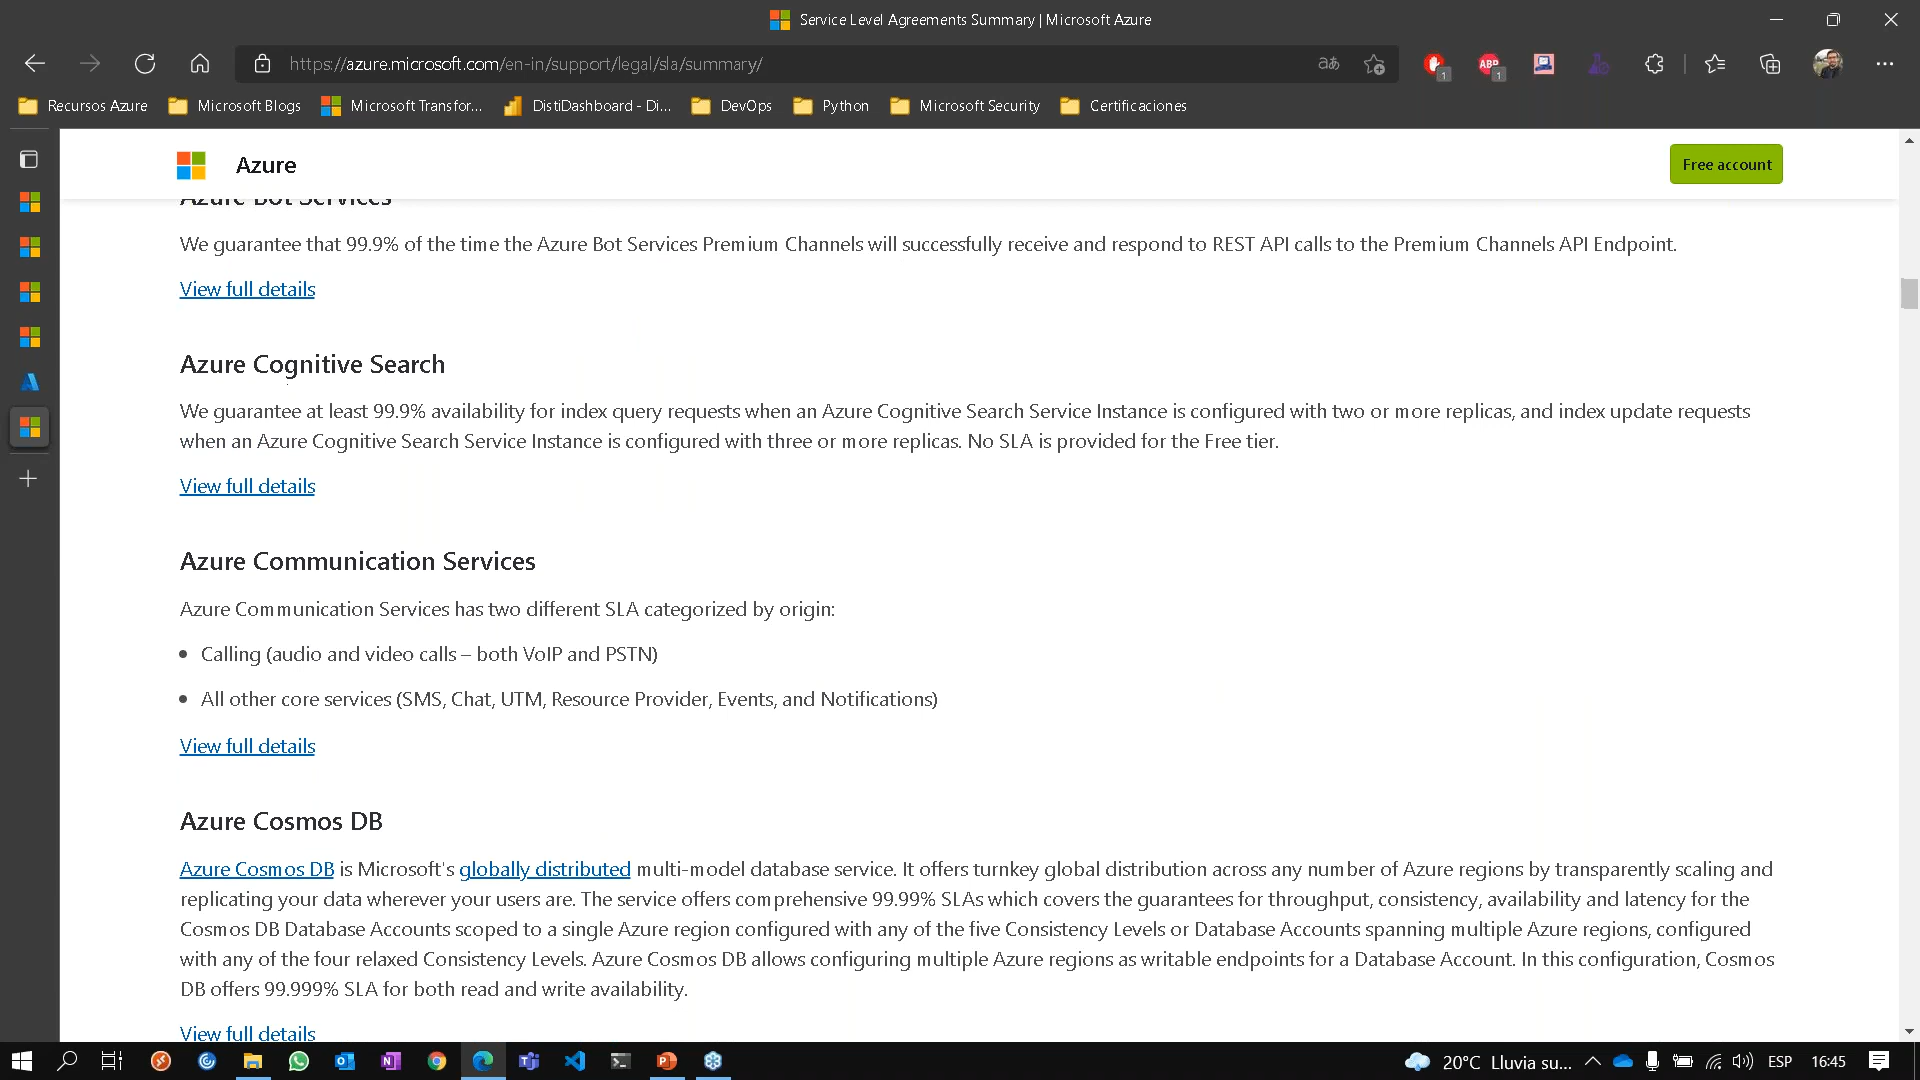 Service Level Agreements Summary | Microsoft Azure
https://azure.microsoft.com/en-in/support/legal/sla/summary/
aあ
1
ABP
1
Recursos Azure
Microsoft Blogs
Microsoft Transfor...
DistiDashboard - Di...
DevOps
Python
Microsoft Security
Certificaciones
Azure
Free account
Azure Bot Services
We guarantee that 99.9% of the time the Azure Bot Services Premium Channels will successfully receive and respond to REST API calls to the Premium Channels API Endpoint.
View full details
Azure Cognitive Search
We guarantee at least 99.9% availability for index query requests when an Azure Cognitive Search Service Instance is configured with two or more replicas, and index update requests
when an Azure Cognitive Search Service Instance is configured with three or more replicas. No SLA is provided for the Free tier.
View full details
Azure Communication Services
Azure Communication Services has two different SLA categorized by origin:
• Calling (audio and video calls – both VoIP and PSTN)
• All other core services (SMS, Chat, UTM, Resource Provider, Events, and Notifications)
View full details
Azure Cosmos DB
Azure Cosmos DB is Microsoft's globally distributed multi-model database service. It offers turnkey global distribution across any number of Azure regions by transparently scaling and
replicating your data wherever your users are. The service offers comprehensive 99.99% SLAs which covers the guarantees for throughput, consistency, availability and latency for the
Cosmos DB Database Accounts scoped to a single Azure region configured with any of the five Consistency Levels or Database Accounts spanning multiple Azure regions, configured
with any of the four relaxed Consistency Levels. Azure Cosmos DB allows configuring multiple Azure regions as writable endpoints for a Database Account. In this configuration, Cosmos
DB offers 99.999% SLA for both read and write availability.
View full details
20°C Lluvia su...
ESP
16:45